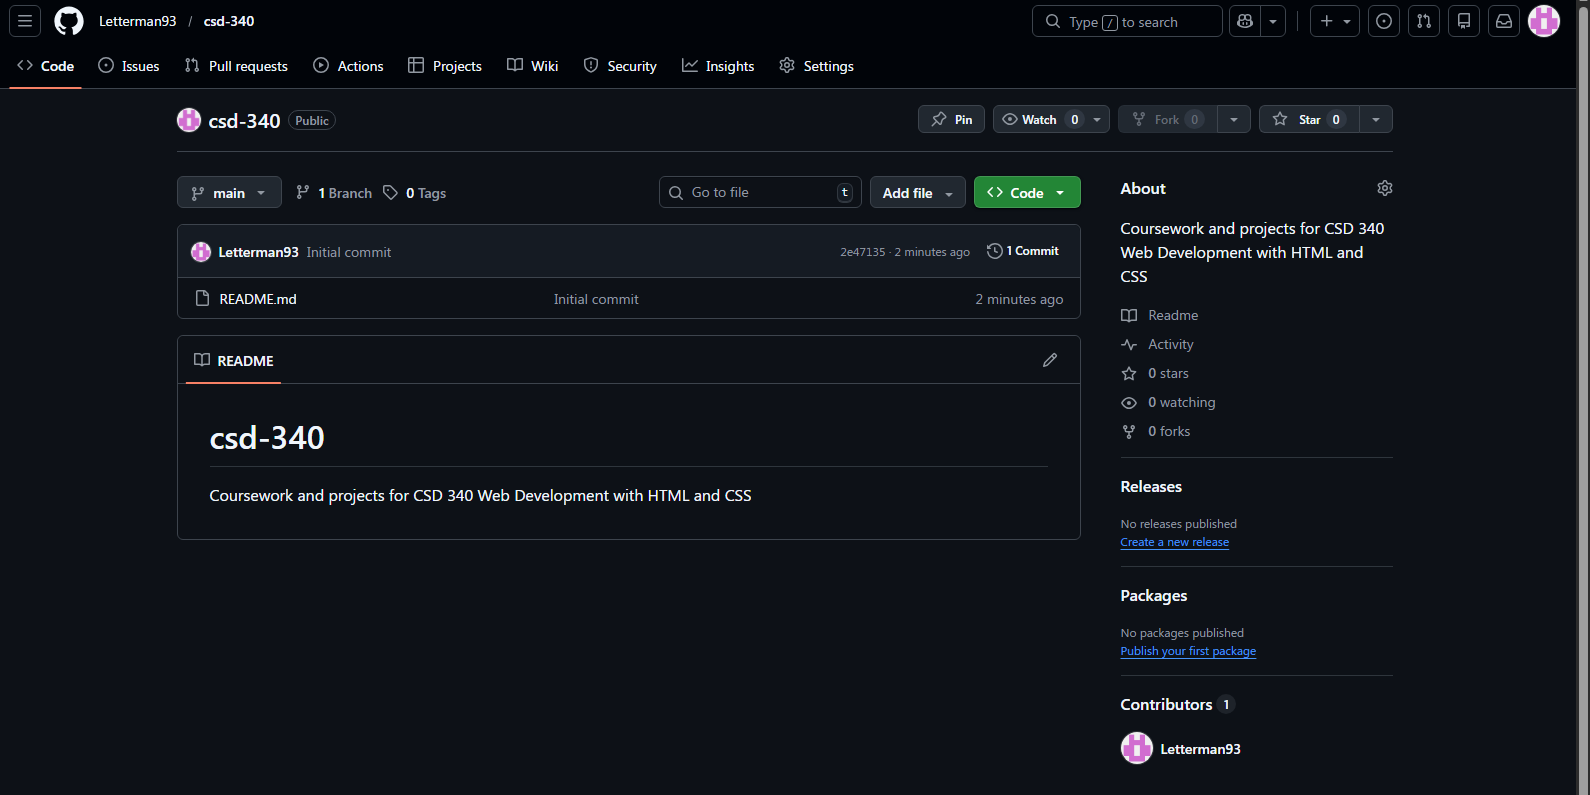 Letterman93 / csd-340
Type / to search
Code Issues Pull requests Actions Projects Wiki Security Insights Settings
csd-340 Public
Pin Watch 0 Fork 0 Star 0
main 1 Branch 0 Tags Go to file t Add file Code
Letterman93 Initial commit 2e47135 · 2 minutes ago 1 Commit
README.md Initial commit 2 minutes ago
README
csd-340
Coursework and projects for CSD 340 Web Development with HTML and CSS
About
Coursework and projects for CSD 340
Web Development with HTML and
CSS
Readme
Activity
0 stars
0 watching
0 forks
Releases
No releases published
Create a new release
Packages
No packages published
Publish your first package
Contributors 1
Letterman93